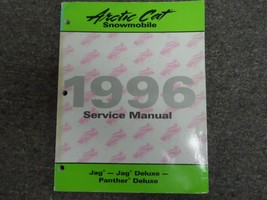 Arctic Cat
Snowmobile
1996
Service Manual
Jag* — Jag* Deluxe —
Panther* Deluxe